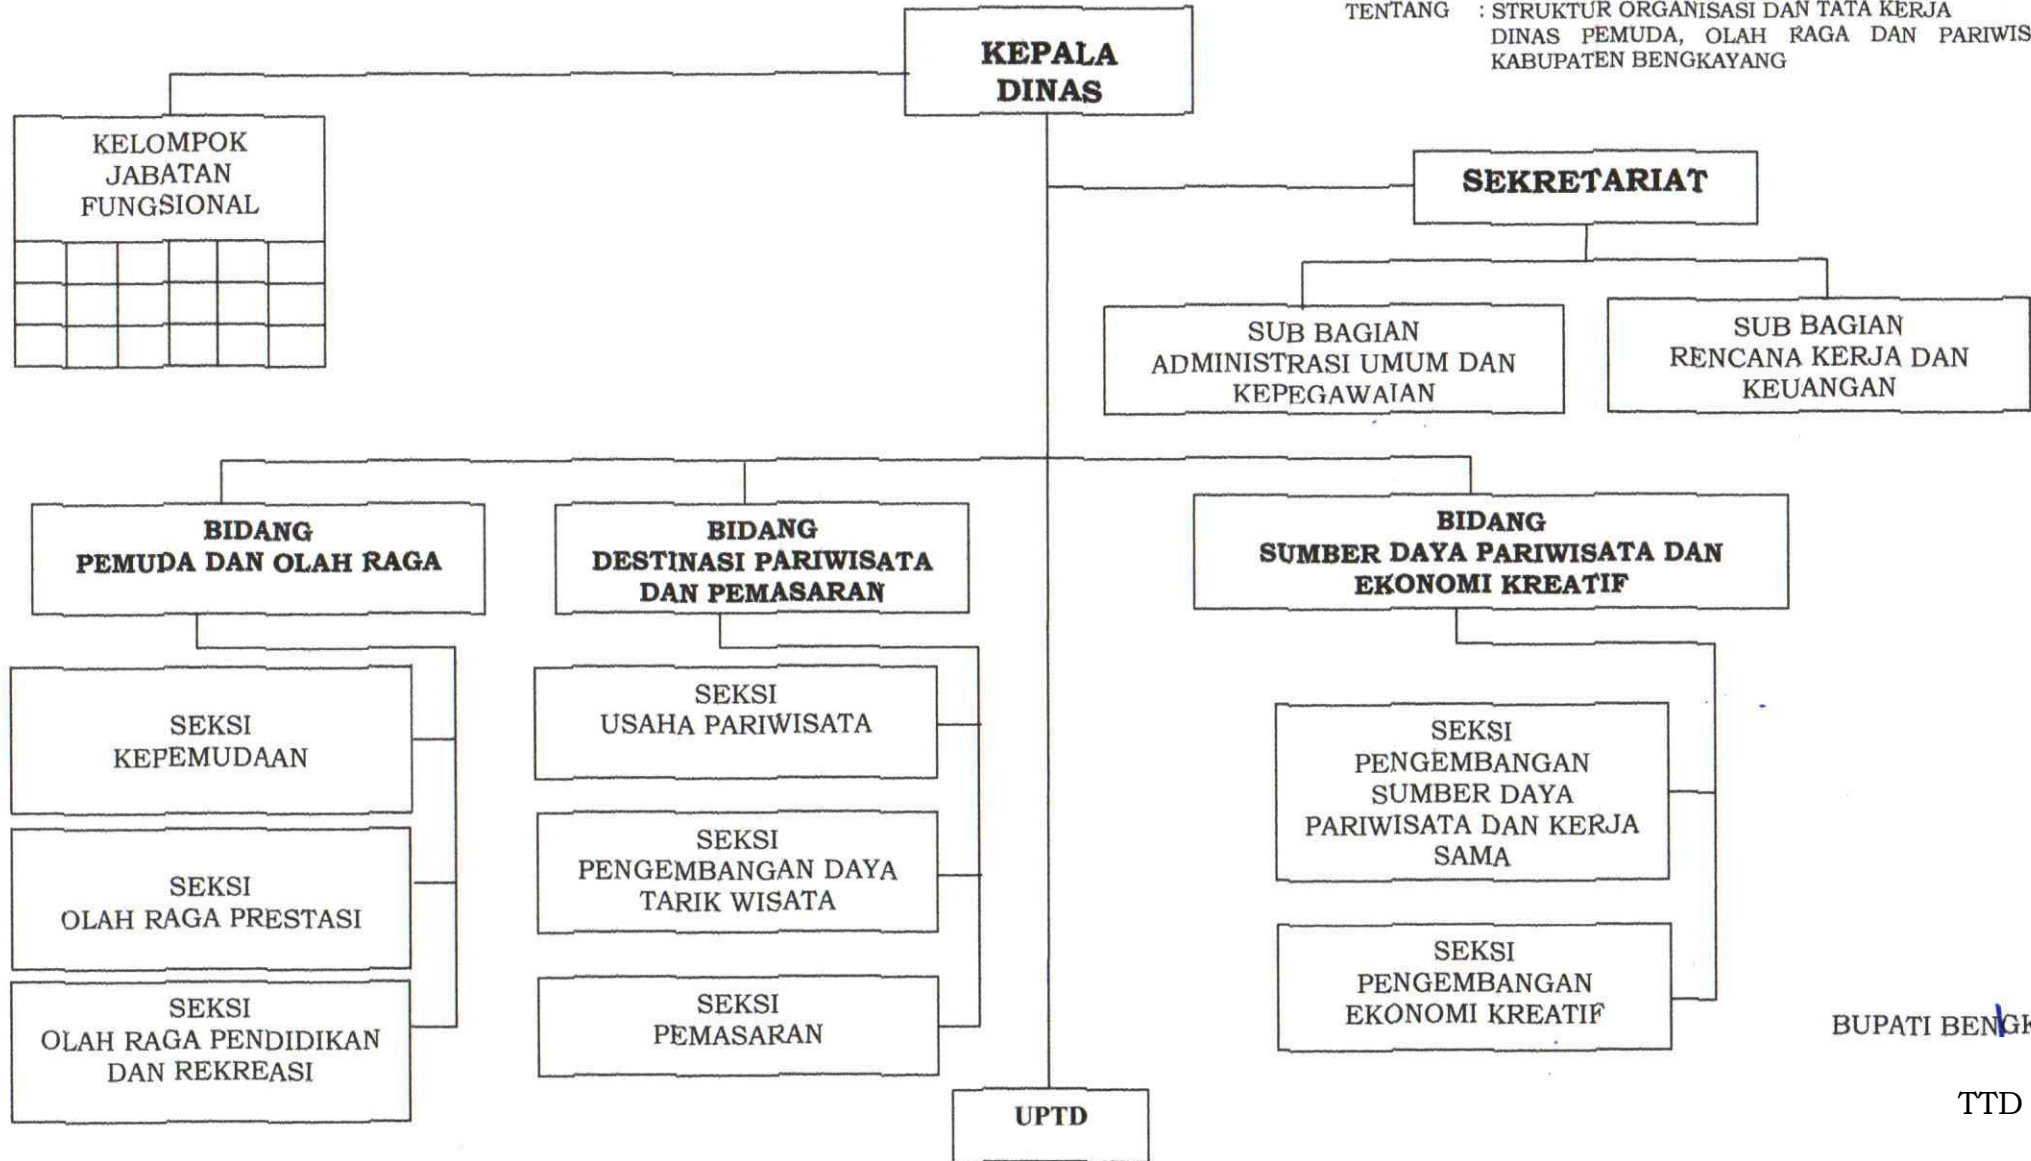 TENTANG : STRUKTUR ORGANISASI DAN TATA KERJA
DINAS PEMUDA, OLAH RAGA DAN PARIWIS
KABUPATEN BENGKAYANG
KEPALA
DINAS
KELOMPOK
JABATAN
FUNGSIONAL
SEKRETARIAT
SUB BAGIAN
ADMINISTRASI UMUM DAN
KEPEGAWAIAN
SUB BAGIAN
RENCANA KERJA DAN
KEUANGAN
BIDANG
PEMUDA DAN OLAH RAGA
BIDANG
DESTINASI PARIWISATA
DAN PEMASARAN
BIDANG
SUMBER DAYA PARIWISATA DAN
EKONOMI KREATIF
SEKSI
KEPEMUDAAN
SEKSI
OLAH RAGA PRESTASI
SEKSI
OLAH RAGA PENDIDIKAN
DAN REKREASI
SEKSI
USAHA PARIWISATA
SEKSI
PENGEMBANGAN DAYA
TARIK WISATA
SEKSI
PEMASARAN
SEKSI
PENGEMBANGAN
SUMBER DAYA
PARIWISATA DAN KERJA
SAMA
SEKSI
PENGEMBANGAN
EKONOMI KREATIF
UPTD
BUPATI BENGK
TTD